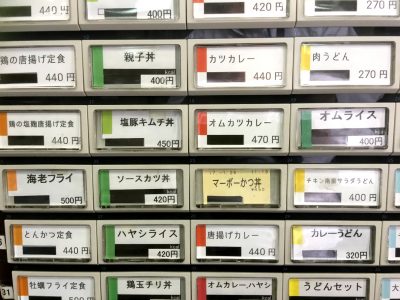 400円
420円
270円
鶏の唐揚げ定食
440円
親子丼
400円
カツカレー
440円
肉うどん
270円
鶏の塩麹唐揚げ定食
440円
塩豚キムチ丼
450円
オムカツカレー
470円
オムライス
400円
海老フライ
500円
ソースカツ丼
420円
マーボーかつ丼
チキン南蛮サラダうどん
400円
とんかつ定食
440円
ハヤシライス
420円
唐揚げカレー
440円
カレーうどん
320円
31
牡蠣フライ定食
鶏玉チリ丼
オムカレー・ハヤシ
うどんセット